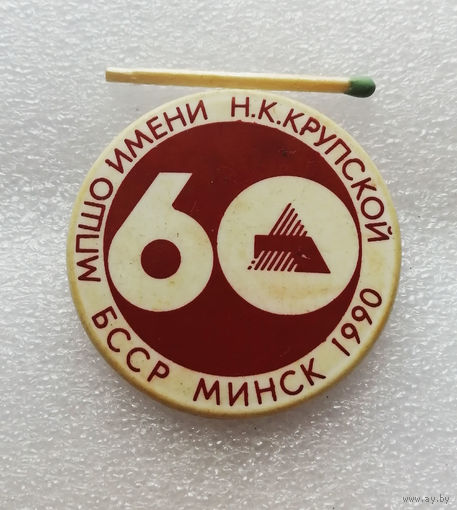 МПШО ИМЕНИ Н.К.КРУПСКОЙ
60
БССР МИНСК 1990
www.ay.by